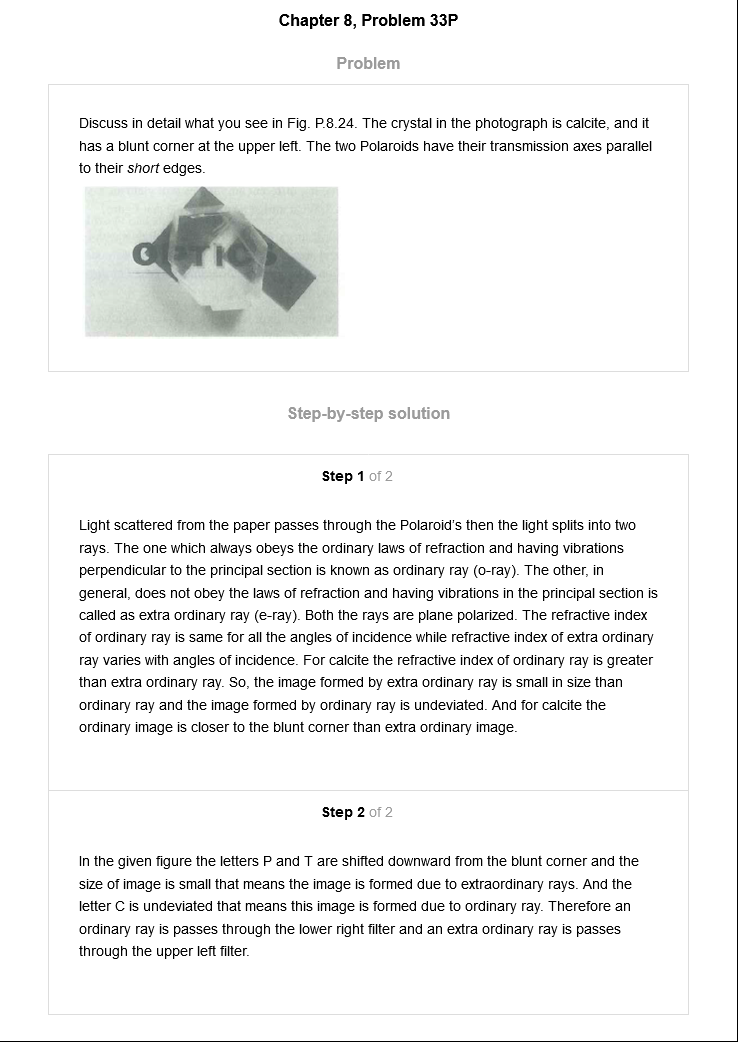 Chapter 8, Problem 33P
Problem
Discuss in detail what you see in Fig. P.8.24. The crystal in the photograph is calcite, and it
has a blunt corner at the upper left. The two Polaroids have their transmission axes parallel
to their short edges.
OPTICS
Step-by-step solution
Step 1 of 2
Light scattered from the paper passes through the Polaroid's then the light splits into two
rays. The one which always obeys the ordinary laws of refraction and having vibrations
perpendicular to the principal section is known as ordinary ray (o-ray). The other, in
general, does not obey the laws of refraction and having vibrations in the principal section is
called as extra ordinary ray (e-ray). Both the rays are plane polarized. The refractive index
of ordinary ray is same for all the angles of incidence while refractive index of extra ordinary
ray varies with angles of incidence. For calcite the refractive index of ordinary ray is greater
than extra ordinary ray. So, the image formed by extra ordinary ray is small in size than
ordinary ray and the image formed by ordinary ray is undeviated. And for calcite the
ordinary image is closer to the blunt corner than extra ordinary image.
Step 2 of 2
In the given figure the letters P and T are shifted downward from the blunt corner and the
size of image is small that means the image is formed due to extraordinary rays. And the
letter C is undeviated that means this image is formed due to ordinary ray. Therefore an
ordinary ray is passes through the lower right filter and an extra ordinary ray is passes
through the upper left filter.